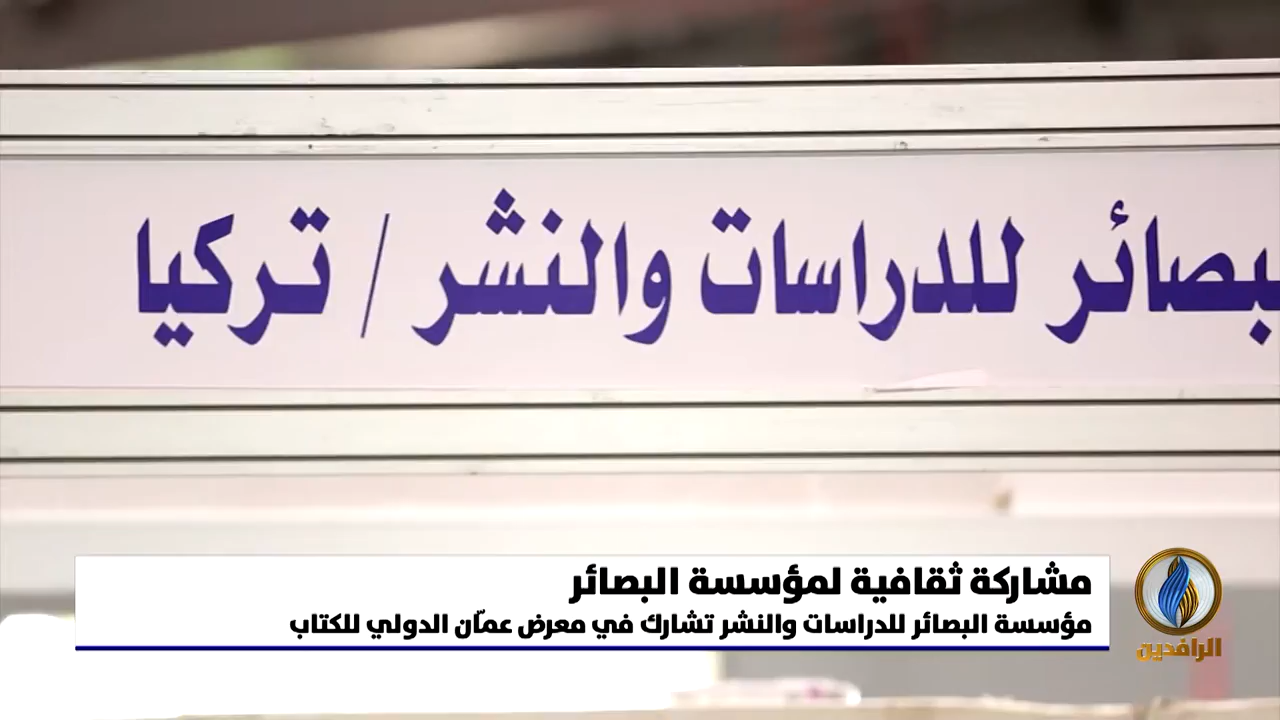 لبصائر للدراسات والنشر / تركيا
مشاركة ثقافية لمؤسسة البصائر
مؤسسة البصائر للدراسات والنشر تشارك في معرض عمّان الدولي للكتاب
الرافدين